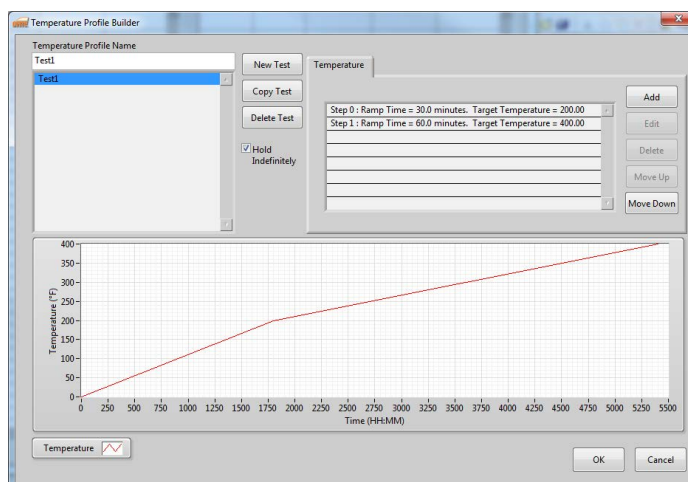 Temperature Profile Builder
Temperature Profile Name
Test1
Test1
New Test
Copy Test
Delete Test
Hold
Indefinitely
Temperature
Step 0 : Ramp Time = 30.0 minutes.  Target Temperature = 200.00
Step 1 : Ramp Time = 60.0 minutes.  Target Temperature = 400.00
Add
Edit
Delete
Move Up
Move Down
Temperature (°F)
400
350
300
250
200
150
100
50
0
0 250 500 750 1000 1250 1500 1750 2000 2250 2500 2750 3000 3250 3500 3750 4000 4250 4500 4750 5000 5250 5500
Time (HH:MM)
Temperature
OK
Cancel